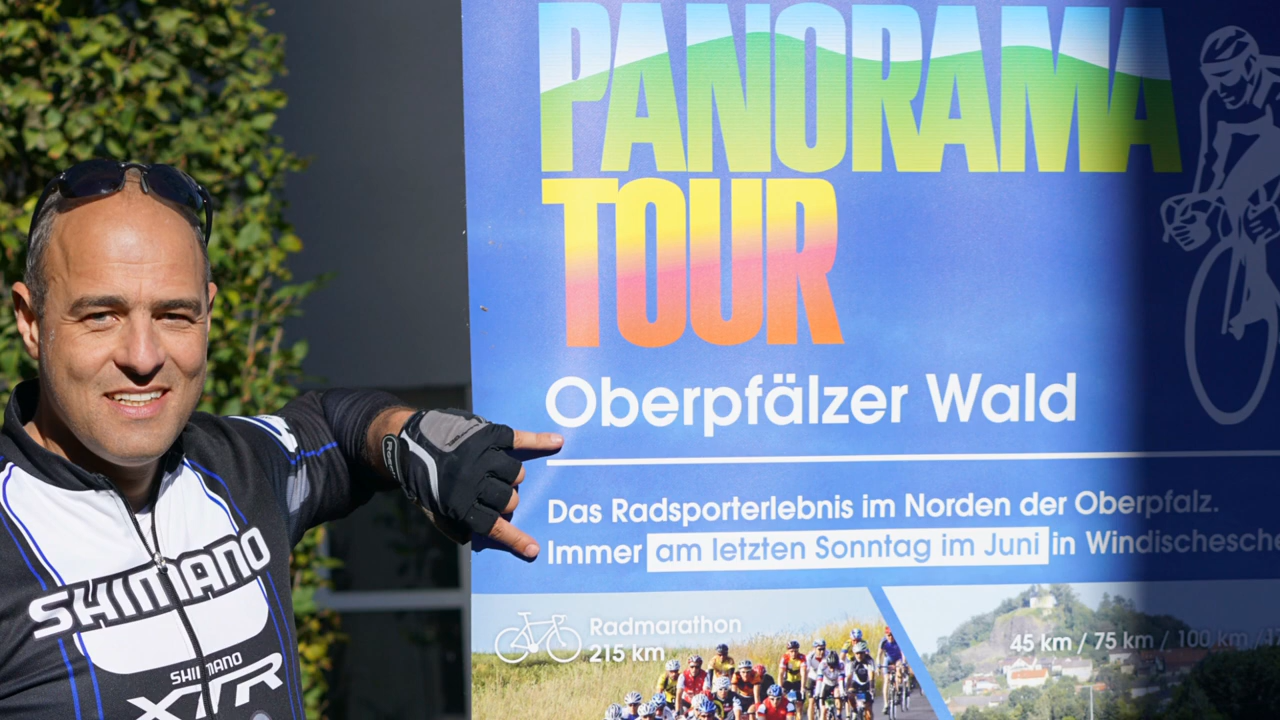 PANORAMA
TOUR
Oberpfälzer Wald
Das Radsporterlebnis im Norden der Oberpfalz.
Immer am letzten Sonntag im Juni in Windischesche
Radmarathon
215 km
45 km / 75 km / 100 km /
SHIMANO
SHIMANO
XTR